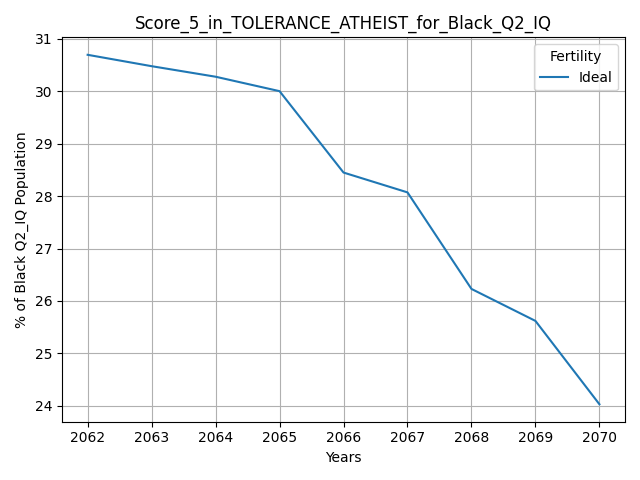 Score_5_in_TOLERANCE_ATHEIST_for_Black_Q2_IQ
31
30
29
28
27
26
25
24
% of Black Q2_IQ Population
Fertility
Ideal
2062 2063 2064 2065 2066 2067 2068 2069 2070
Years